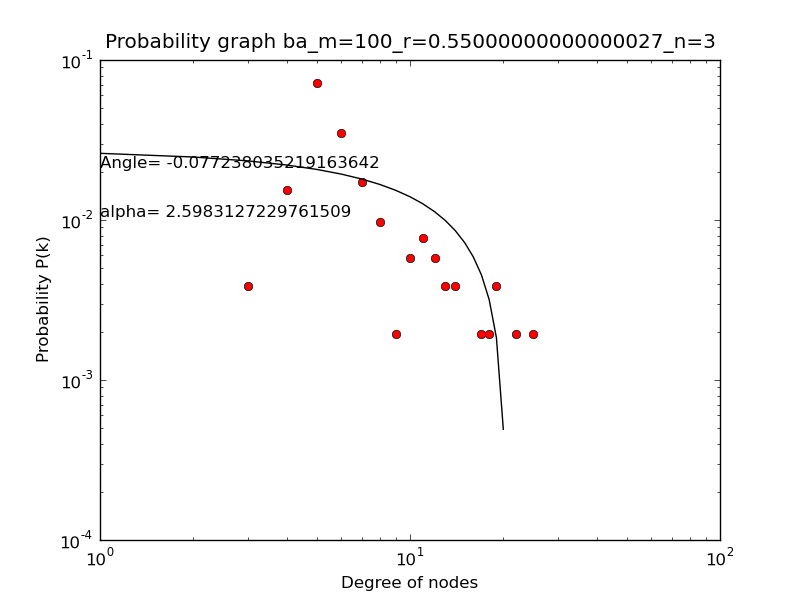 Probability graph ba_m=100_r=0.55000000000000027_n=3
10^-1
Angle= -0.077238035219163642
alpha= 2.5983127229761509
10^-2
Probability P(k)
10^-3
10^-4
10^0 10^1 10^2
Degree of nodes